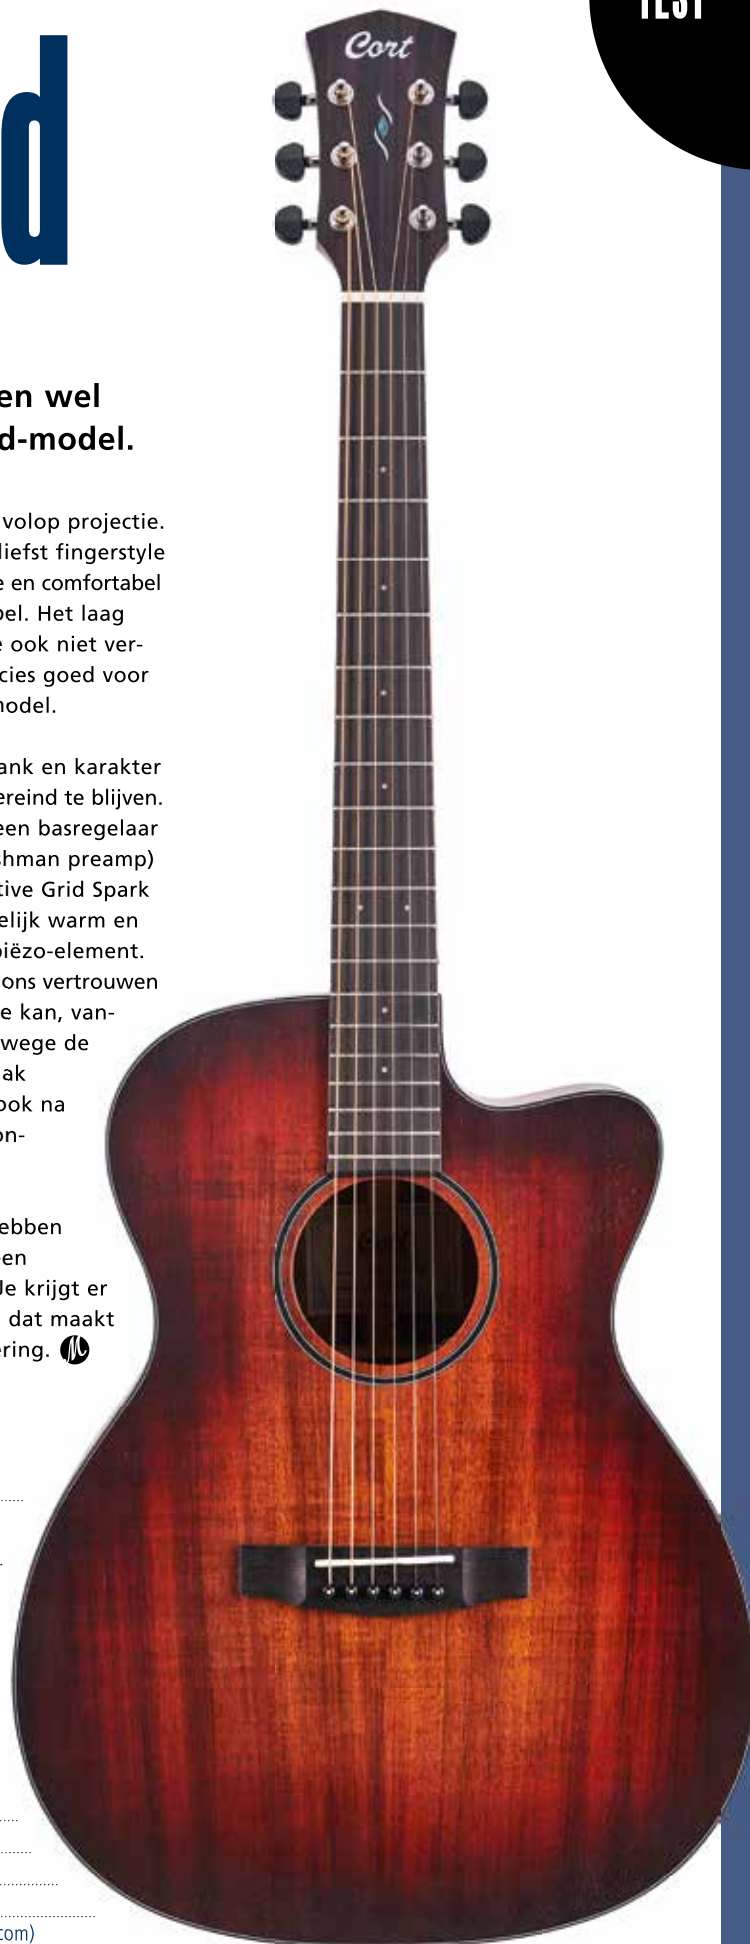 TEST
Cort
d
en wel
d-model.
volop projectie.
liefst fingerstyle
e en comfortabel
bel. Het laag
e ook niet ver-
cies goed voor
model.
ank en karakter
ereind te blijven.
een basregelaar
shman preamp)
tive Grid Spark
elijk warm en
piëzo-element.
ons vertrouwen
e kan, van-
wege de
ak
ook na
on-
ebben
en
Je krijgt er
dat maakt
ering.
com)